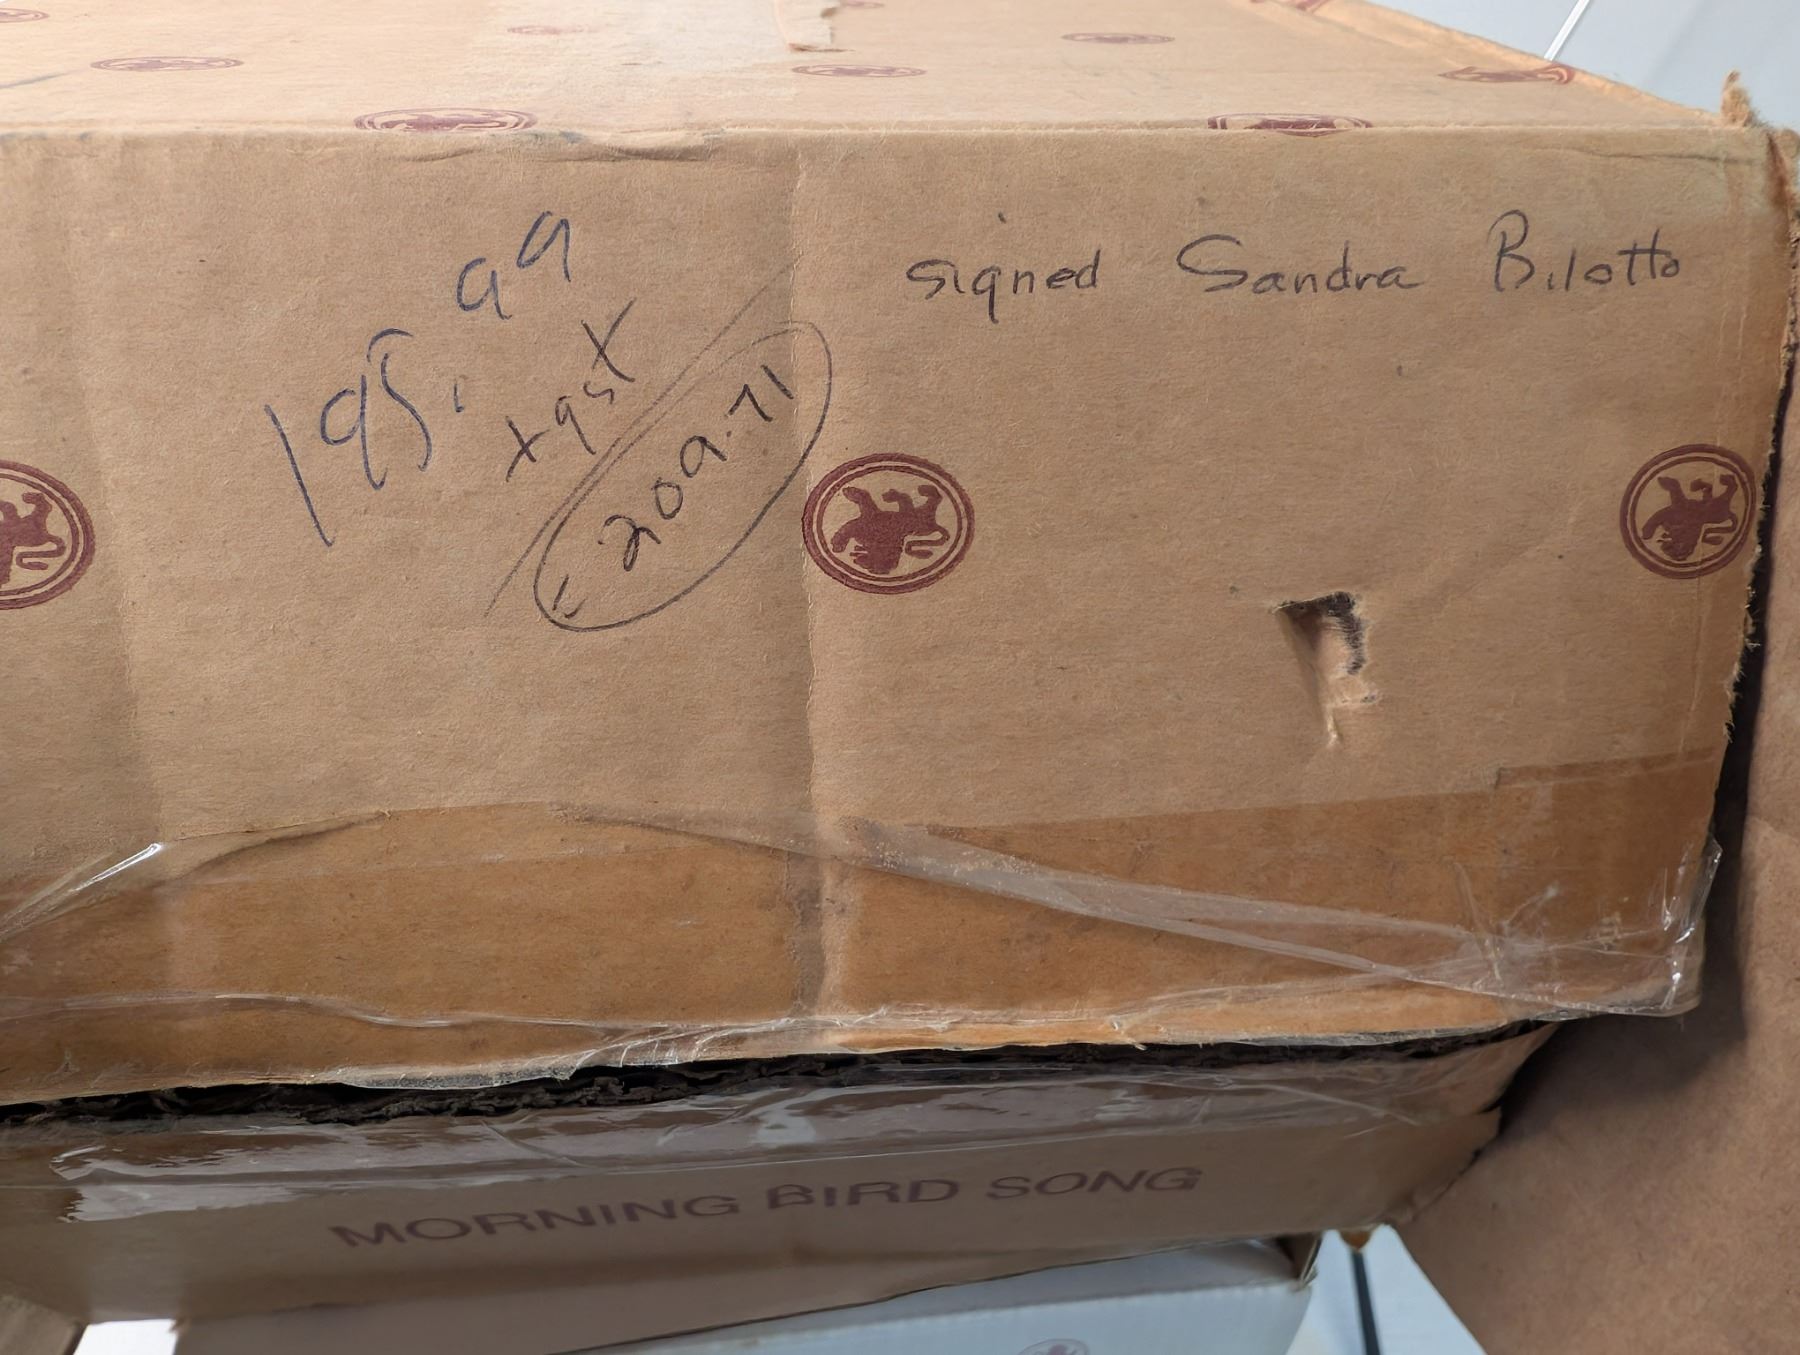 195.99
+ gst
= 209.71
signed Sandra Bilotto
MORNING BIRD SONG